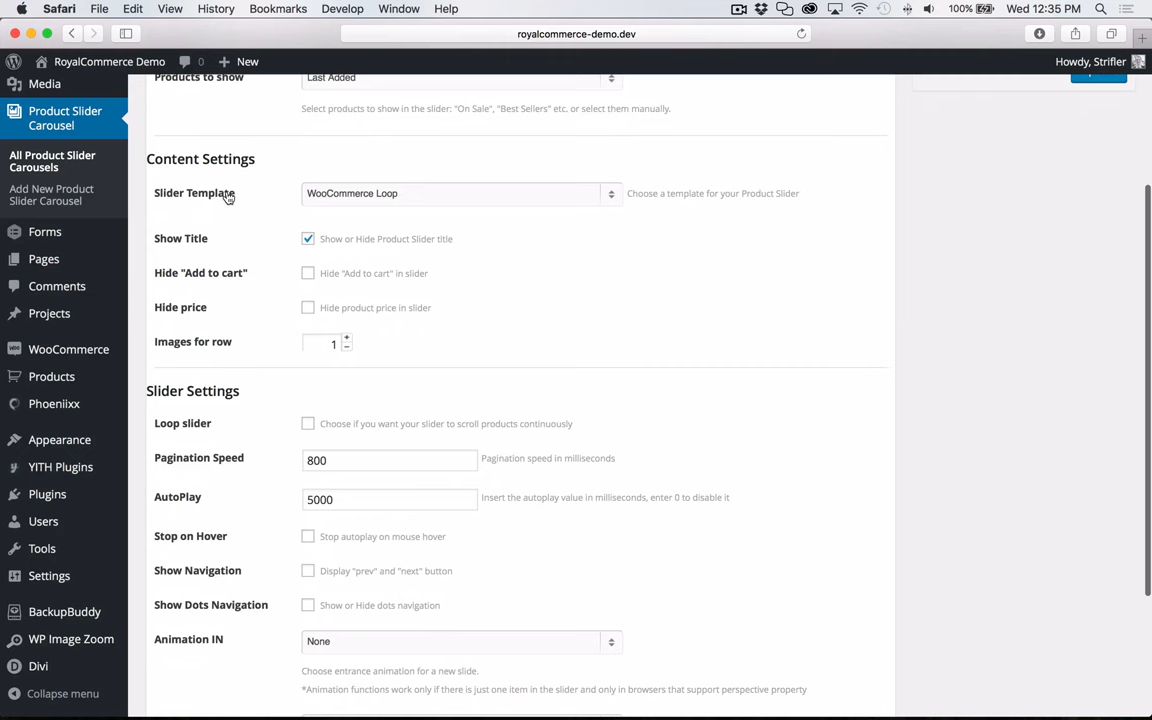 Safari File Edit View History Bookmarks Develop Window Help 100% Wed 12:35 PM
royalcommerce-demo.dev
RoyalCommerce Demo 0 New Howdy, Strifler
Media
Product Slider
Carousel
All Product Slider
Carousels
Add New Product
Slider Carousel
Forms
Pages
Comments
Projects
WooCommerce
Products
Phoeniixx
Appearance
YITH Plugins
Plugins
Users
Tools
Settings
BackupBuddy
WP Image Zoom
Divi
Collapse menu
Products to show Last Added
Select products to show in the slider: "On Sale", "Best Sellers" etc. or select them manually.
Content Settings
Slider Template WooCommerce Loop Choose a template for your Product Slider
Show Title Show or Hide Product Slider title
Hide "Add to cart" Hide "Add to cart" in slider
Hide price Hide product price in slider
Images for row 1
Slider Settings
Loop slider Choose if you want your slider to scroll products continuously
Pagination Speed 800 Pagination speed in milliseconds
AutoPlay 5000 Insert the autoplay value in milliseconds, enter 0 to disable it
Stop on Hover Stop autoplay on mouse hover
Show Navigation Display "prev" and "next" button
Show Dots Navigation Show or Hide dots navigation
Animation IN None
Choose entrance animation for a new slide.
*Animation functions work only if there is just one item in the slider and only in browsers that support perspective property